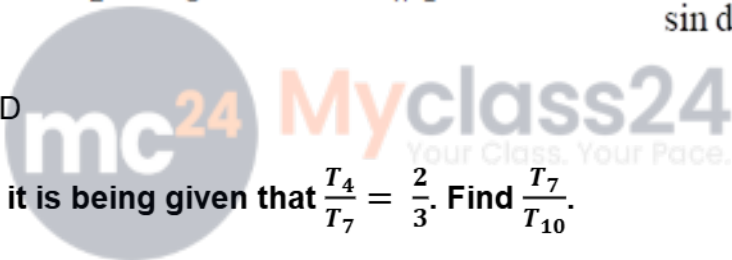 sin d
D
mc24 Myclass24
Your Class. Your Pace.
it is being given that T₄/T₇ = 2/3. Find T₇/T₁₀.